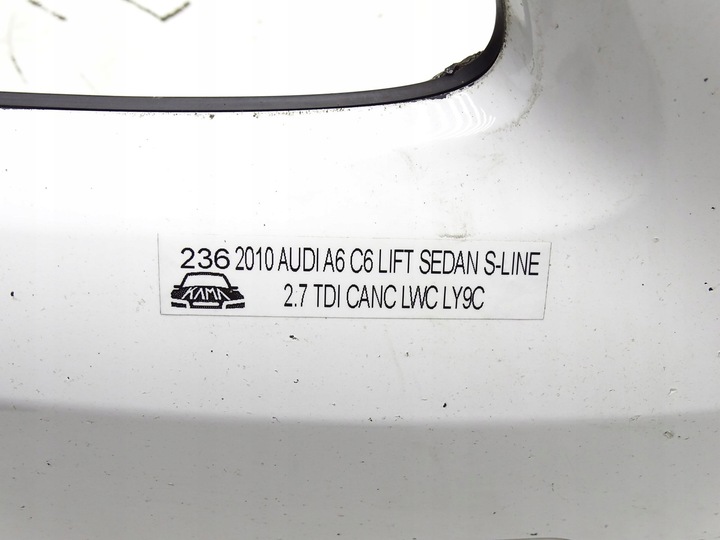 236 2010 AUDI A6 C6 LIFT SEDAN S-LINE
KAMA
2.7 TDI CANC LWC LY9C